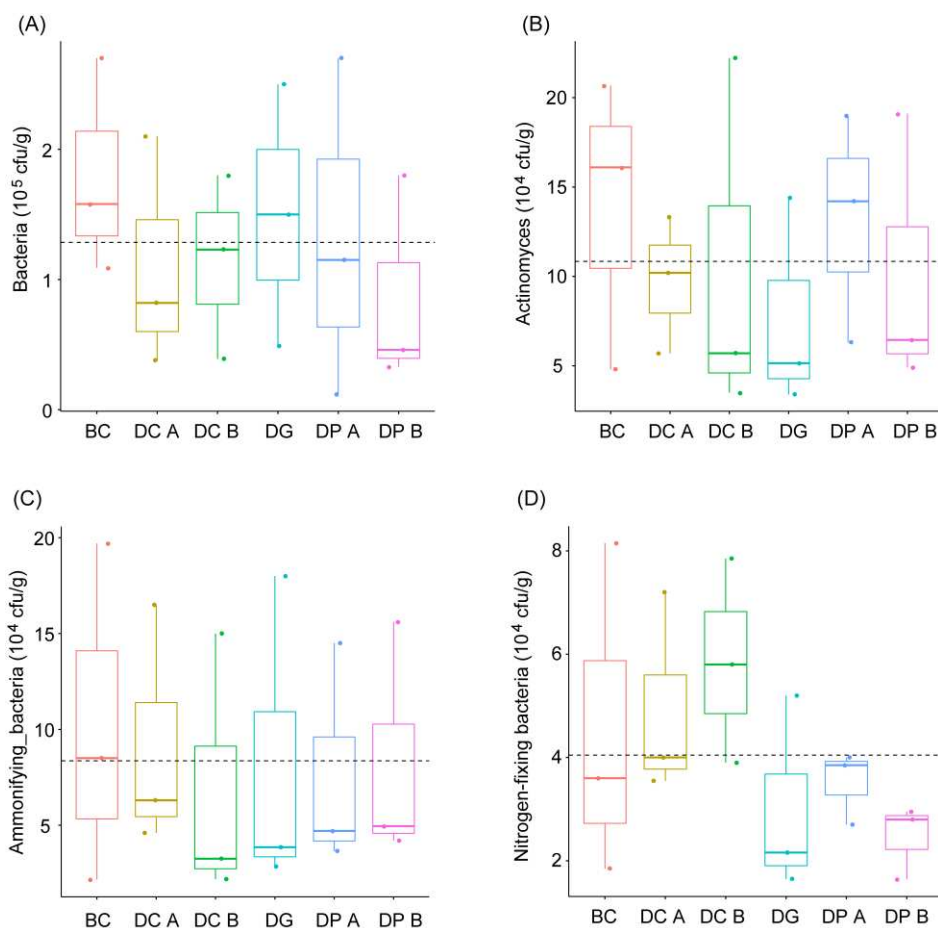 (A)
Bacteria (10⁵ cfu/g)
2
1
0
BC DC A DC B DG DP A DP B
(B)
Actinomyces (10⁴ cfu/g)
20
15
10
5
BC DC A DC B DG DP A DP B
(C)
Ammonifying_bacteria (10⁴ cfu/g)
20
15
10
5
BC DC A DC B DG DP A DP B
(D)
Nitrogen-fixing bacteria (10⁴ cfu/g)
8
6
4
2
BC DC A DC B DG DP A DP B